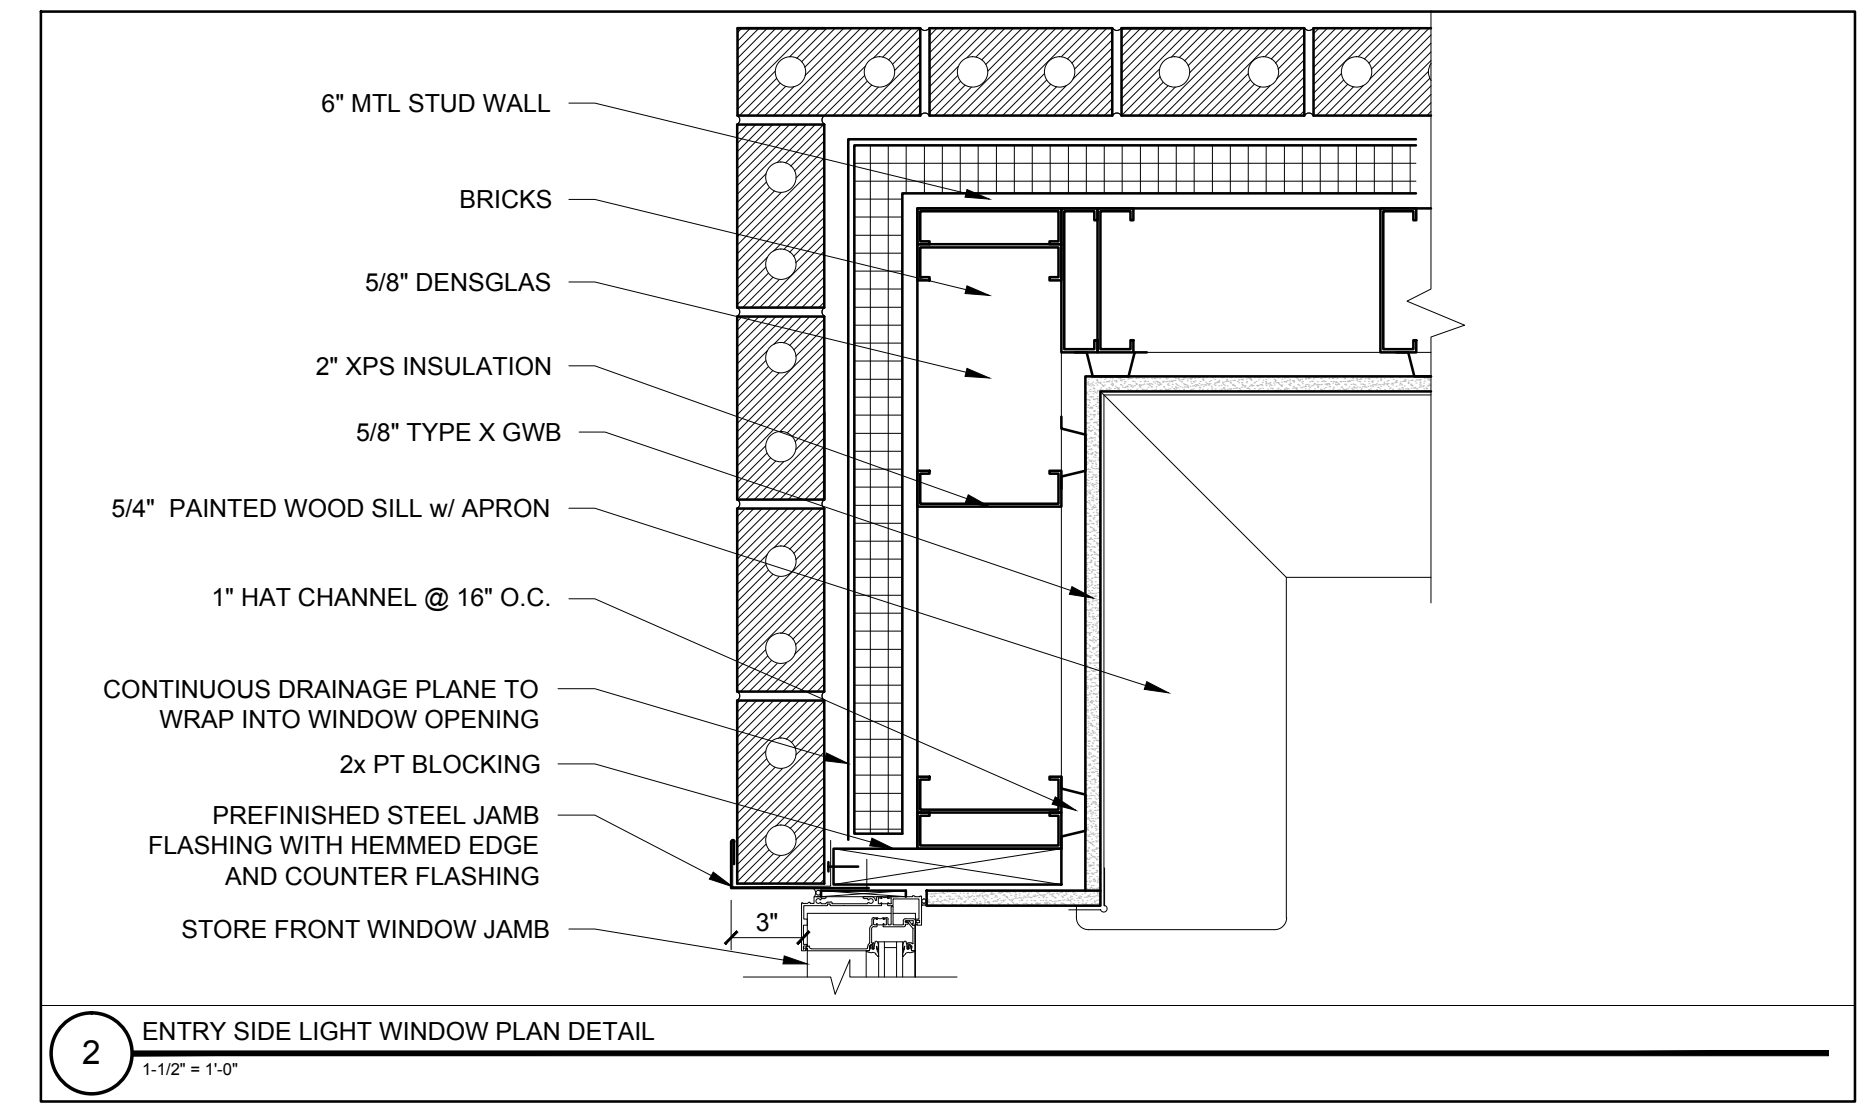 6" MTL STUD WALL
BRICKS
5/8" DENSGLAS
2" XPS INSULATION
5/8" TYPE X GWB
5/4" PAINTED WOOD SILL w/ APRON
1" HAT CHANNEL @ 16" O.C.
CONTINUOUS DRAINAGE PLANE TO
WRAP INTO WINDOW OPENING
2x PT BLOCKING
PREFINISHED STEEL JAMB
FLASHING WITH HEMMED EDGE
AND COUNTER FLASHING
STORE FRONT WINDOW JAMB
3"
2
ENTRY SIDE LIGHT WINDOW PLAN DETAIL
1-1/2" = 1'-0"